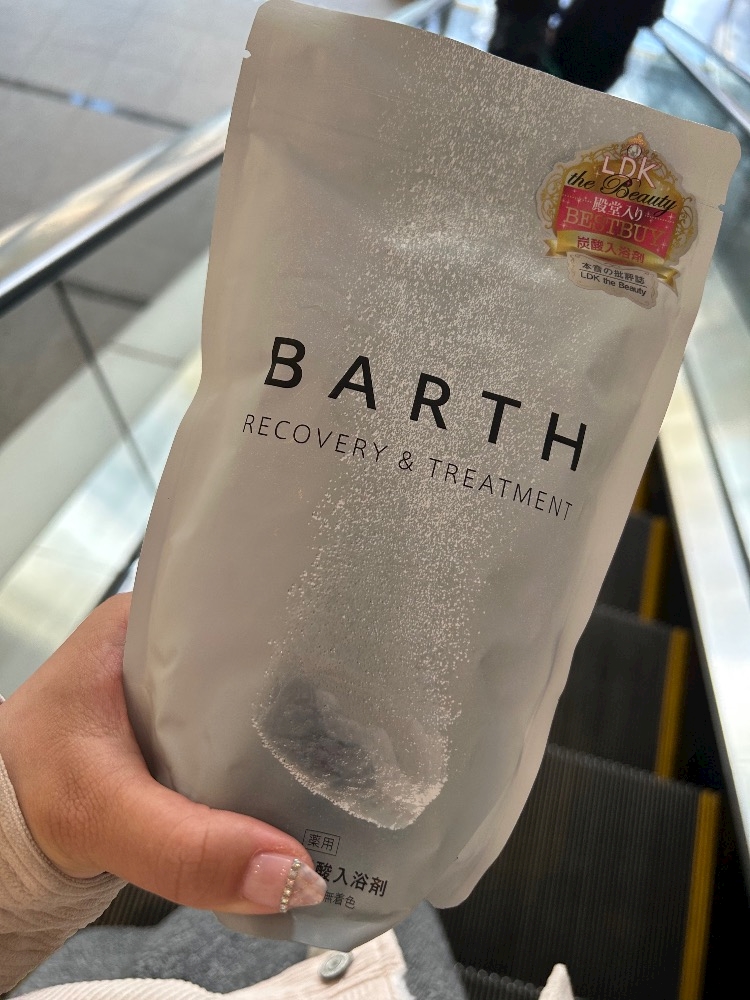 LDK
the Beauty
殿堂入り
BESTBUY
炭酸入浴剤
本音の批評誌
LDK the Beauty
BARTH
RECOVERY & TREATMENT
薬用
酸入浴剤
無着色